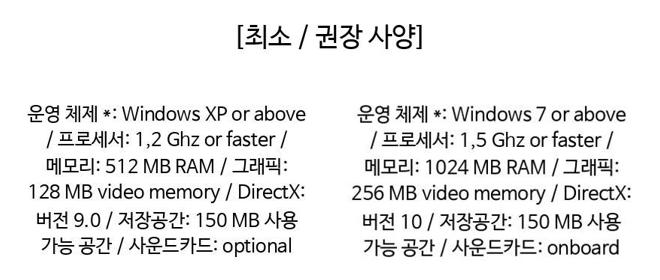 [최소 / 권장 사양]
운영 체제 *: Windows XP or above
/ 프로세서: 1,2 Ghz or faster /
메모리: 512 MB RAM / 그래픽:
128 MB video memory / DirectX:
버전 9.0 / 저장공간: 150 MB 사용
가능 공간 / 사운드카드: optional
운영 체제 *: Windows 7 or above
/ 프로세서: 1,5 Ghz or faster /
메모리: 1024 MB RAM / 그래픽:
256 MB video memory / DirectX:
버전 10 / 저장공간: 150 MB 사용
가능 공간 / 사운드카드: onboard